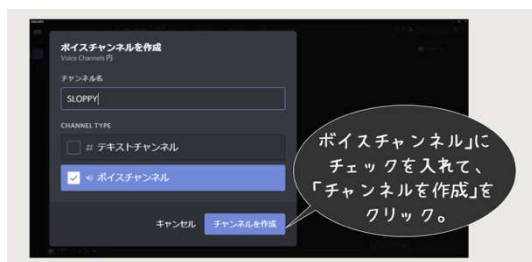 ボイスチャンネルを作成
Voice Channels 内
チャンネル名
SLOPPY
CHANNEL TYPE
# テキストチャンネル
ボイスチャンネル
キャンセル
チャンネルを作成
ボイスチャンネル」に
チェックを入れて、
「チャンネルを作成」を
クリック。